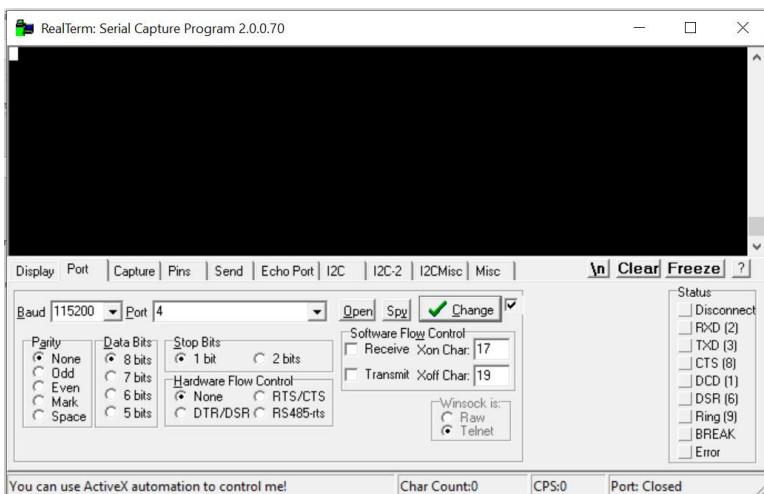 RealTerm: Serial Capture Program 2.0.0.70
Display Port Capture Pins Send Echo Port I2C I2C-2 I2CMisc Misc \n Clear Freeze ?
Baud 115200 Port 4 Open Spy Change
Parity
None
Odd
Even
Mark
Space
Data Bits
8 bits
7 bits
6 bits
5 bits
Stop Bits
1 bit 2 bits
Hardware Flow Control
None RTS/CTS
DTR/DSR RS485-rts
Software Flow Control
Receive Xon Char: 17
Transmit Xoff Char: 19
Winsock is:
Raw
Telnet
Status
Disconnect
RXD (2)
TXD (3)
CTS (8)
DCD (1)
DSR (6)
Ring (9)
BREAK
Error
You can use ActiveX automation to control me! Char Count:0 CPS:0 Port: Closed